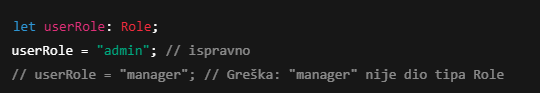 let userRole: Role;
userRole = "admin"; // ispravno
// userRole = "manager"; // Greška: "manager" nije dio tipa Role